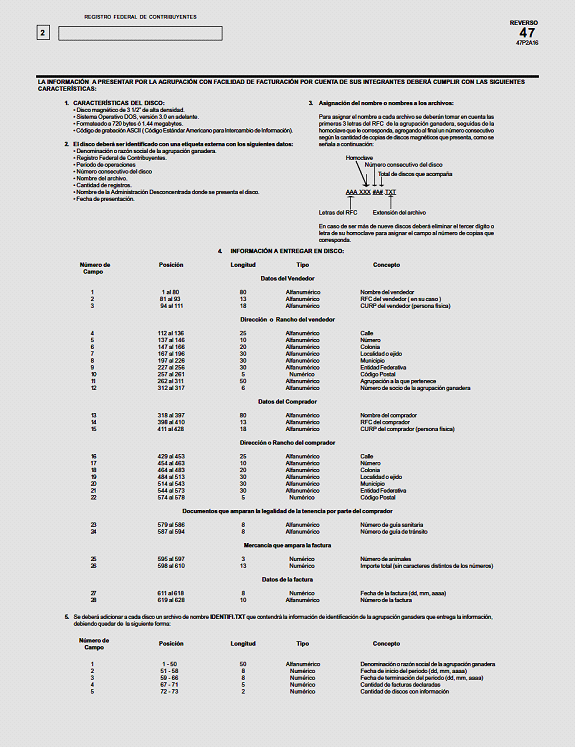 REGISTRO FEDERAL DE CONTRIBUYENTES
2
REVERSO
47
47P2A16
LA INFORMACIÓN A PRESENTAR POR LA AGRUPACIÓN CON FACILIDAD DE FACTURACIÓN POR CUENTA DE SUS INTEGRANTES DEBERÁ CUMPLIR CON LAS SIGUIENTES
CARACTERÍSTICAS:
1. CARACTERÍSTICAS DEL DISCO:
• Disco magnético de 3 1/2" de alta densidad.
• Sistema Operativo DOS, versión 3.0 en adelante.
• Formateado a 720 bytes ó 1.44 megabytes.
• Código de grabación ASCII (Código Estándar Americano para Intercambio de Información).
2. El disco deberá ser identificado con una etiqueta externa con los siguientes datos:
• Denominación o razón social de la agrupación ganadera.
• Registro Federal de Contribuyentes.
• Periodo de operaciones
• Número consecutivo del disco
• Nombre del archivo.
• Cantidad de registros.
• Nombre de la Administración Desconcentrada donde se presenta el disco.
• Fecha de presentación.
3. Asignación del nombre o nombres a los archivos:
Para asignar el nombre a cada archivo se deberán tomar en cuenta las
primeras 3 letras del RFC de la agrupación ganadera, seguidas de la
homoclave que le corresponda, agregando al final un número consecutivo
según la cantidad de copias de discos magnéticos que presenta, como se
señala a continuación:
Homoclave
Número consecutivo del disco
Total de discos que acompaña
AAA XXX #A# .TXT
Letras del RFC Extensión del archivo
En caso de ser más de nueve discos deberá eliminar el tercer dígito o
letra de su homoclave para asignar el campo al número de copias que
corresponda.
4. INFORMACIÓN A ENTREGAR EN DISCO:
Número de
Campo Posición Longitud Tipo Concepto
Datos del Vendedor
1 1 al 80 80 Alfanumérico Nombre del vendedor
2 81 al 93 13 Alfanumérico RFC del vendedor ( en su caso )
3 94 al 111 18 Alfanumérico CURP del vendedor (persona física)
Dirección o Rancho del vendedor
4 112 al 136 25 Alfanumérico Calle
5 137 al 146 10 Alfanumérico Número
6 147 al 166 20 Alfanumérico Colonia
7 167 al 196 30 Alfanumérico Localidad o ejido
8 197 al 226 30 Alfanumérico Municipio
9 227 al 256 30 Alfanumérico Entidad Federativa
10 257 al 261 5 Numérico Código Postal
11 262 al 311 50 Alfanumérico Agrupación a la que pertenece
12 312 al 317 6 Alfanumérico Número de socio de la agrupación ganadera
Datos del Comprador
13 318 al 397 80 Alfanumérico Nombre del comprador
14 398 al 410 13 Alfanumérico RFC del comprador
15 411 al 428 18 Alfanumérico CURP del comprador (persona física)
Dirección o Rancho del comprador
16 429 al 453 25 Alfanumérico Calle
17 454 al 463 10 Alfanumérico Número
18 464 al 483 20 Alfanumérico Colonia
19 484 al 513 30 Alfanumérico Localidad o ejido
20 514 al 543 30 Alfanumérico Municipio
21 544 al 573 30 Alfanumérico Entidad Federativa
22 574 al 578 5 Numérico Código Postal
Documentos que amparan la legalidad de la tenencia por parte del comprador
23 579 al 586 8 Alfanumérico Número de guía sanitaria
24 587 al 594 8 Alfanumérico Número de guía de tránsito
Mercancía que ampara la factura
25 595 al 597 3 Numérico Número de animales
26 598 al 610 13 Numérico Importe total (sin caracteres distintos de los números)
Datos de la factura
27 611 al 618 8 Numérico Fecha de la factura (dd, mm, aaaa)
28 619 al 628 10 Alfanumérico Número de la factura
5. Se deberá adicionar a cada disco un archivo de nombre IDENTIFI.TXT que contendrá la información de identificación de la agrupación ganadera que entrega la información,
debiendo quedar de la siguiente forma:
Número de
Campo Posición Longitud Tipo Concepto
1 1 - 50 50 Alfanumérico Denominación o razón social de la agrupación ganadera
2 51 - 58 8 Numérico Fecha de inicio del periodo (dd, mm, aaaa)
3 59 - 66 8 Numérico Fecha de terminación del periodo (dd, mm, aaaa)
4 67 - 71 5 Numérico Cantidad de facturas declaradas
5 72 - 73 2 Numérico Cantidad de discos con información